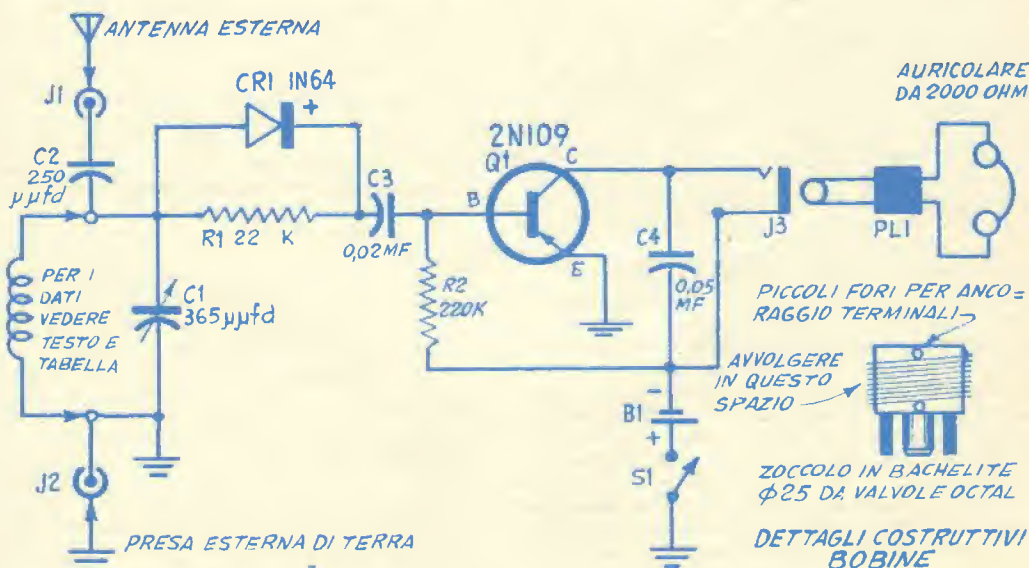 ANTENNA ESTERNA
J1
C2
250
µµfd
CR1 1N64
+
R1 22 K
C3
0,02MF
2N109
Q1
C
B
E
AURICOLARE
DA 2000 OHM
J3
PL1
C4
0,05
MF
R2
220K
PER I
DATI
VEDERE
TESTO E
TABELLA
C1
365µµfd
-
B1
+
S1
PICCOLI FORI PER ANCO=
RAGGIO TERMINALI
AVVOLGERE
IN QUESTO
SPAZIO
ZOCCOLO IN BACHELITE
φ25 DA VALVOLE OCTAL
DETTAGLI COSTRUTTIVI
BOBINE
J2
PRESA ESTERNA DI TERRA